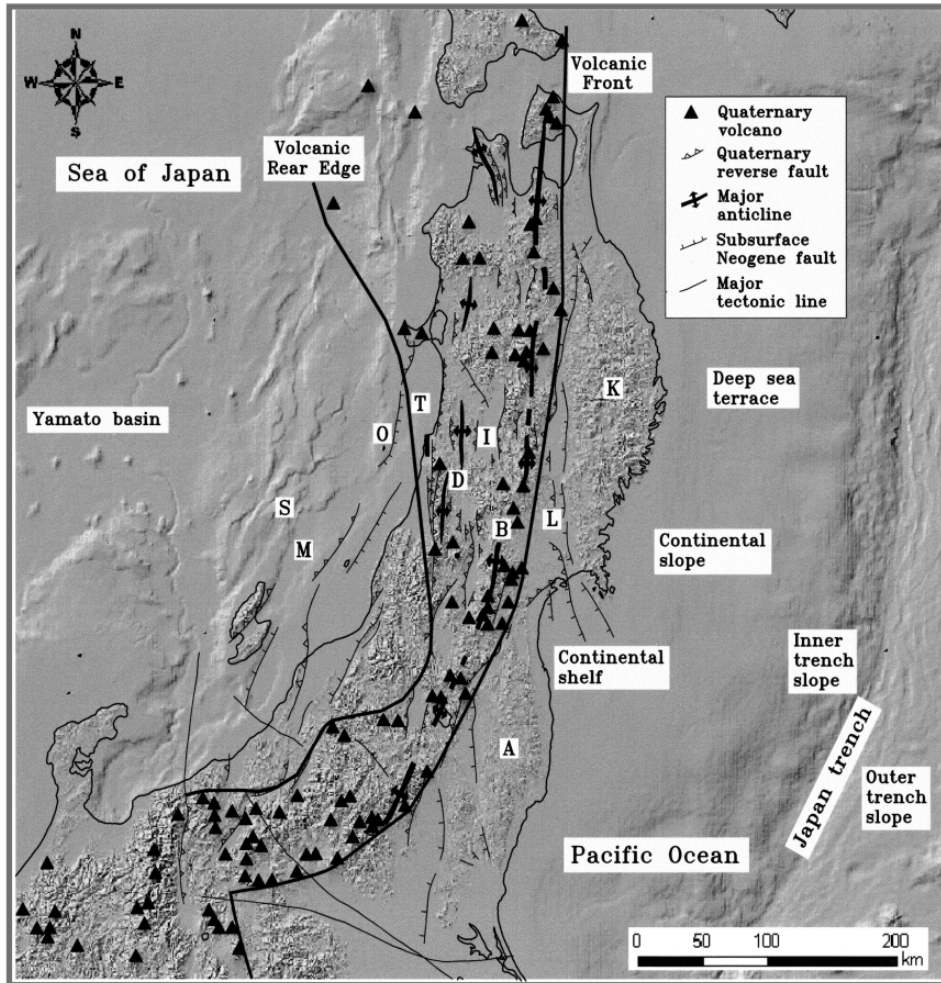 N
W E
S
Volcanic
Front
Quaternary
volcano
Quaternary
reverse fault
Major
anticline
Subsurface
Neogene fault
Major
tectonic line
Volcanic
Rear Edge
Sea of Japan
Yamato basin
K
Deep sea
terrace
T
O
I
D
S
M
B
L
Continental
slope
Continental
shelf
Inner
trench
slope
A
Japan trench
Outer
trench
slope
Pacific Ocean
0 50 100 200
km